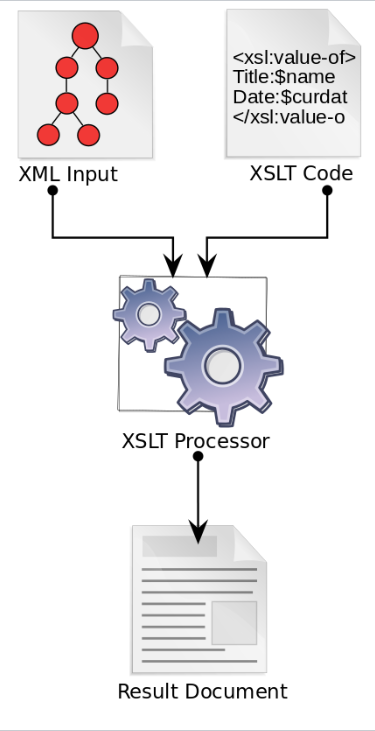 <xsl:value-of>
Title:$name
Date:$curdat
</xsl:value-o
XML Input
XSLT Code
XSLT Processor
Result Document